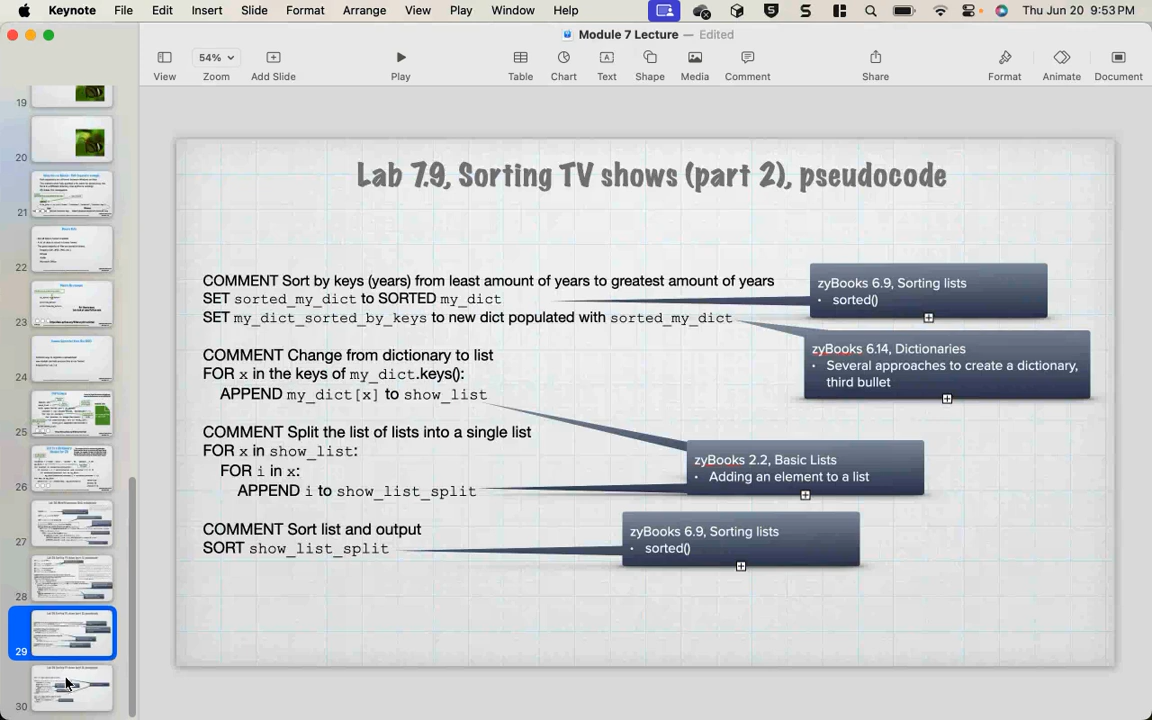 Keynote File Edit Insert Slide Format Arrange View Play Window Help Thu Jun 20 9:53 PM
Module 7 Lecture — Edited
54%
View Zoom Add Slide Play Table Chart Text Shape Media Comment Share Format Animate Document
19
20
21
22
23
24
25
26
27
28
29
30
Lab 7.9, Sorting TV shows (part 2), pseudocode
COMMENT Sort by keys (years) from least amount of years to greatest amount of years
SET sorted_my_dict to SORTED my_dict
SET my_dict_sorted_by_keys to new dict populated with sorted_my_dict
zyBooks 6.9, Sorting lists
• sorted()
zyBooks 6.14, Dictionaries
• Several approaches to create a dictionary,
third bullet
COMMENT Change from dictionary to list
FOR x in the keys of my_dict.keys():
APPEND my_dict[x] to show_list
COMMENT Split the list of lists into a single list
FOR x in show_list:
FOR i in x:
APPEND i to show_list_split
zyBooks 2.2, Basic Lists
• Adding an element to a list
COMMENT Sort list and output
SORT show_list_split
zyBooks 6.9, Sorting lists
• sorted()